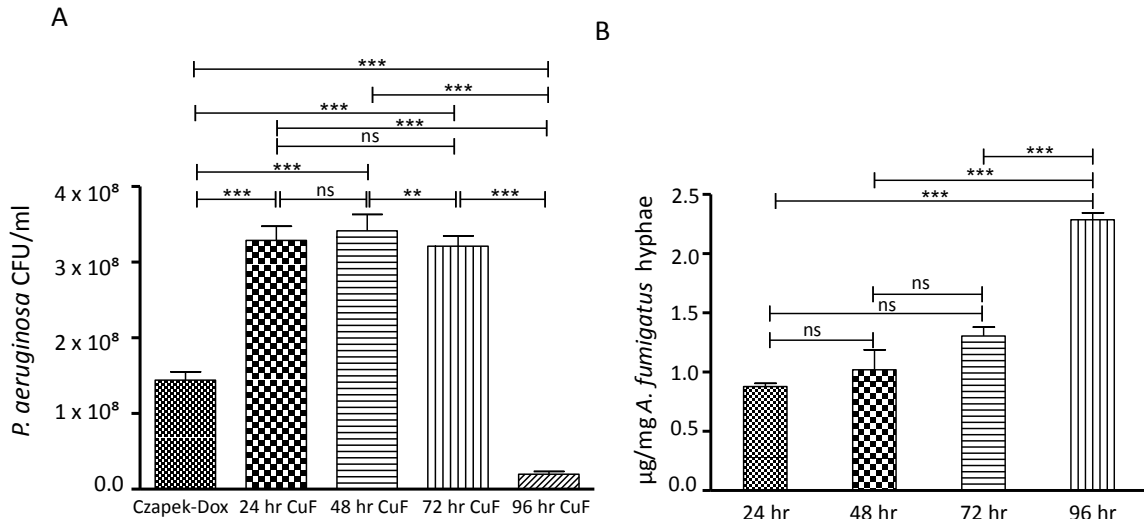 A
***
***
***
***
ns
***
*** ns ** ***
4 x 10⁸
3 x 10⁸
2 x 10⁸
1 x 10⁸
0.0
P. aeruginosa CFU/ml
Czapek-Dox 24 hr CuF 48 hr CuF 72 hr CuF 96 hr CuF
B
***
***
***
ns
ns
ns
2.5
2.0
1.5
1.0
0.5
0.0
µg/mg A. fumigatus hyphae
24 hr 48 hr 72 hr 96 hr